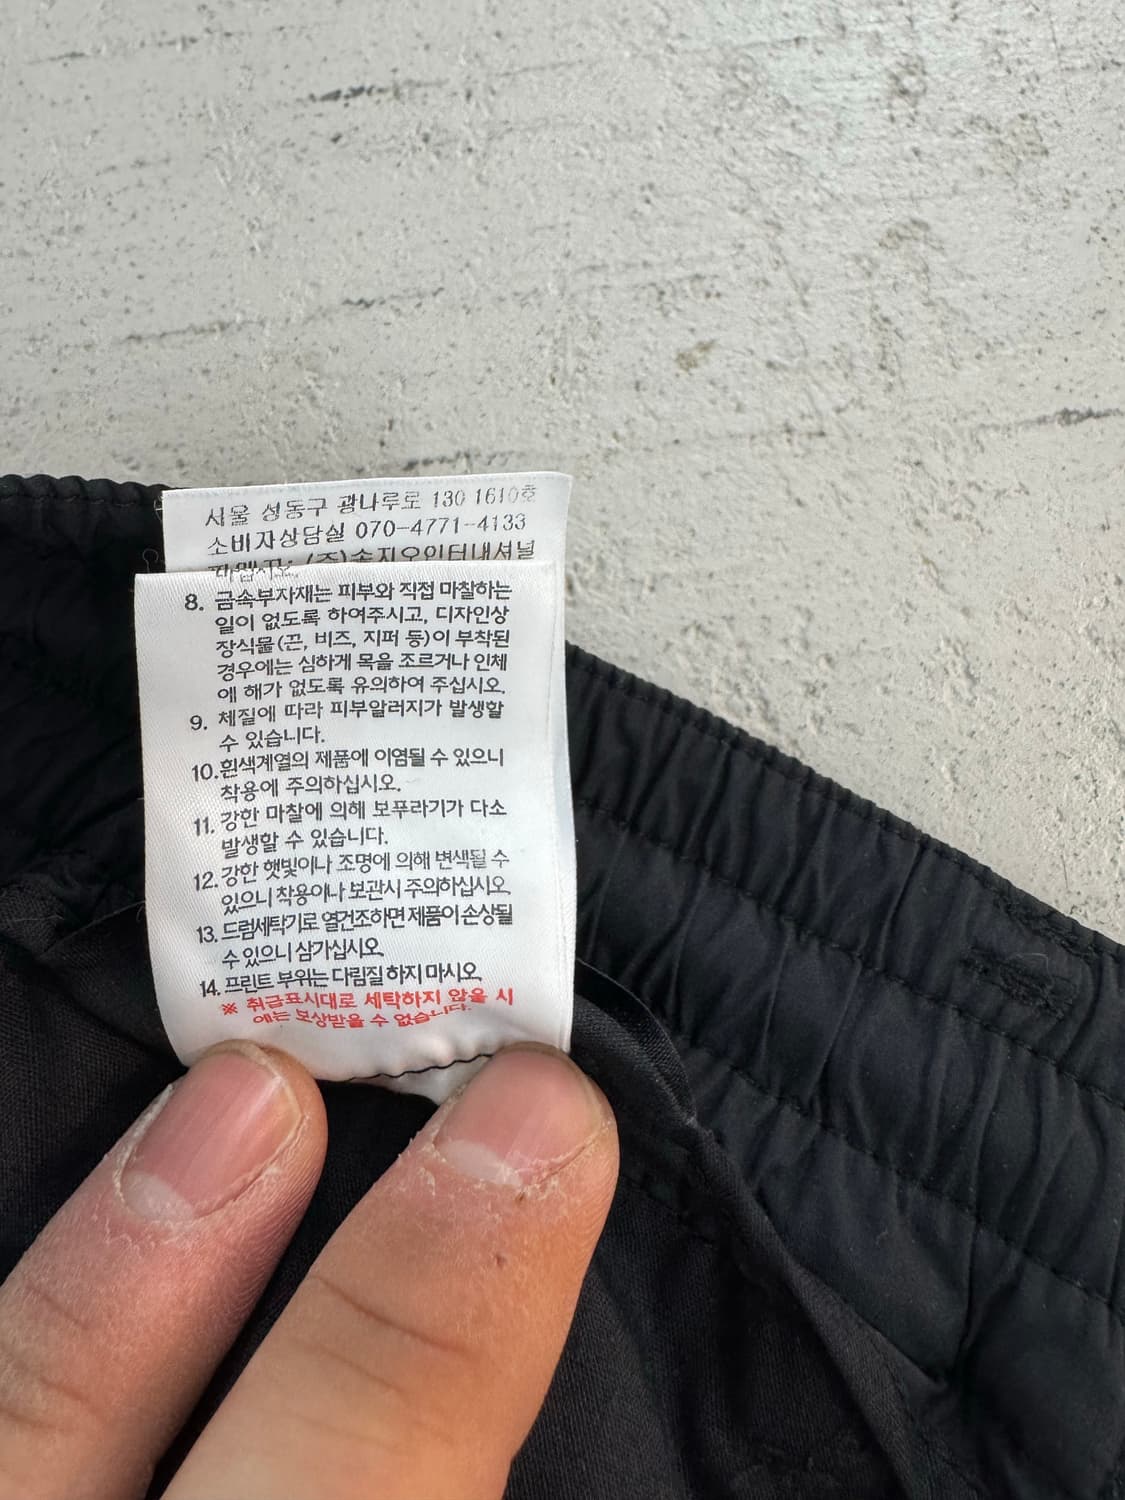 서울 성동구 광나루로 130 1610호
소비자상담실 070-4771-4133
(주)송지오인터내셔널
8. 금속부자재는 피부와 직접 마찰하는
일이 없도록 하여주시고, 디자인상
장식물(끈, 비즈, 지퍼 등)이 부착된
경우에는 심하게 목을 조르거나 인체
에 해가 없도록 유의하여 주십시오.
9. 체질에 따라 피부알러지가 발생할
수 있습니다.
10.흰색계열의 제품에 이염될 수 있으니
착용에 주의하십시오.
11. 강한 마찰에 의해 보푸라기가 다소
발생할 수 있습니다.
12. 강한 햇빛이나 조명에 의해 변색될 수
있으니 착용이나 보관시 주의하십시오.
13. 드럼세탁기로 열건조하면 제품이 손상될
수 있으니 삼가십시오.
14. 프린트 부위는 다림질 하지 마시오.
※ 취급표시대로 세탁하지 않을 시
에는 보상받을 수 없습니다.